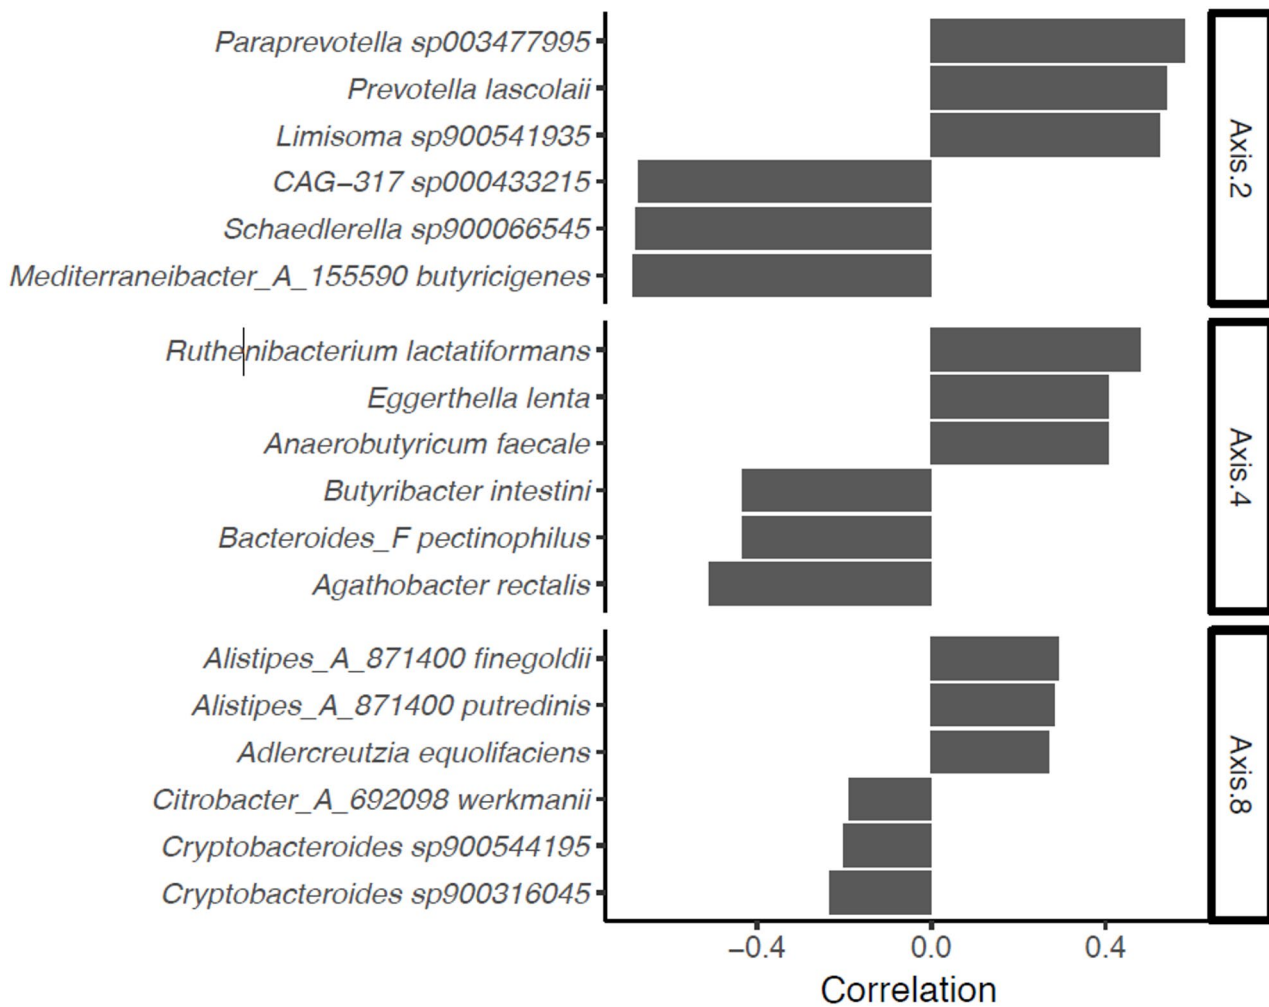 Paraprevotella sp003477995
Prevotella lascolaii
Limisoma sp900541935
CAG−317 sp000433215
Schaedlerella sp900066545
Mediterraneibacter_A_155590 butyricigenes
Axis.2
Ruthenibacterium lactatiformans
Eggerthella lenta
Anaerobutyricum faecale
Butyribacter intestini
Bacteroides_F pectinophilus
Agathobacter rectalis
Axis.4
Alistipes_A_871400 finegoldii
Alistipes_A_871400 putredinis
Adlercreutzia equolifaciens
Citrobacter_A_692098 werkmanii
Cryptobacteroides sp900544195
Cryptobacteroides sp900316045
Axis.8
−0.4 0.0 0.4
Correlation